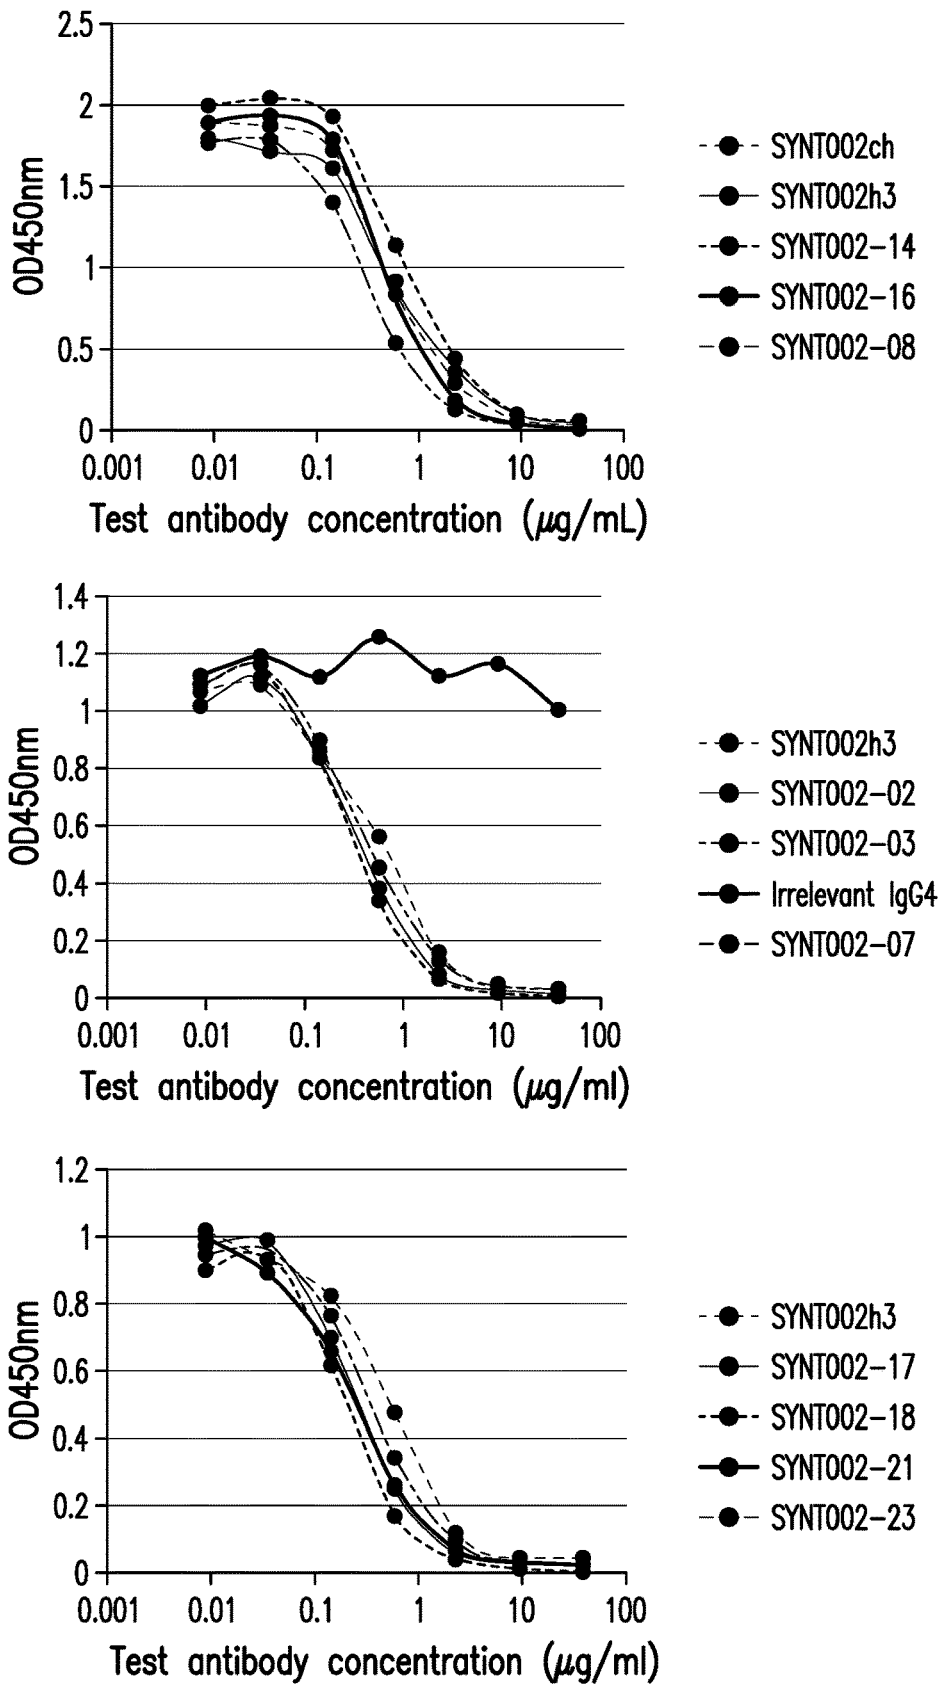 2.5
2
1.5
1
0.5
0
OD450nm
0.001 0.01 0.1 1 10 100
Test antibody concentration (μg/mL)
SYNT002ch
SYNT002h3
SYNT002-14
SYNT002-16
SYNT002-08
1.4
1.2
1
0.8
0.6
0.4
0.2
0
OD450nm
0.001 0.01 0.1 1 10 100
Test antibody concentration (μg/ml)
SYNT002h3
SYNT002-02
SYNT002-03
Irrelevant IgG4
SYNT002-07
1.2
1
0.8
0.6
0.4
0.2
0
OD450nm
0.001 0.01 0.1 1 10 100
Test antibody concentration (μg/ml)
SYNT002h3
SYNT002-17
SYNT002-18
SYNT002-21
SYNT002-23